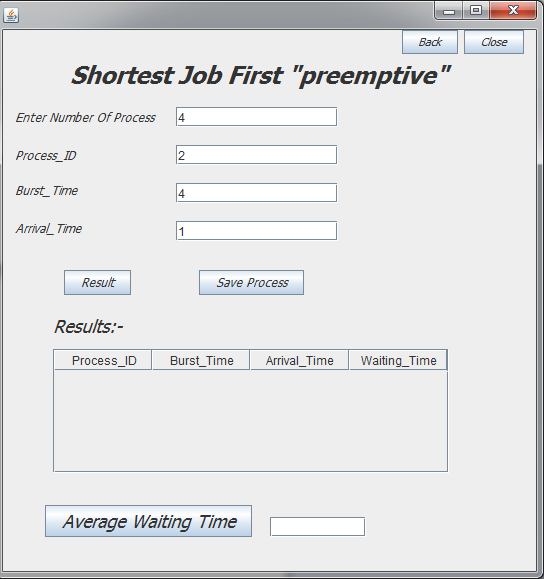 Back Close
Shortest Job First "preemptive"
Enter Number Of Process 4
Process_ID 2
Burst_Time 4
Arrival_Time 1
Result Save Process
Results:-
Process_ID Burst_Time Arrival_Time Waiting_Time
Average Waiting Time